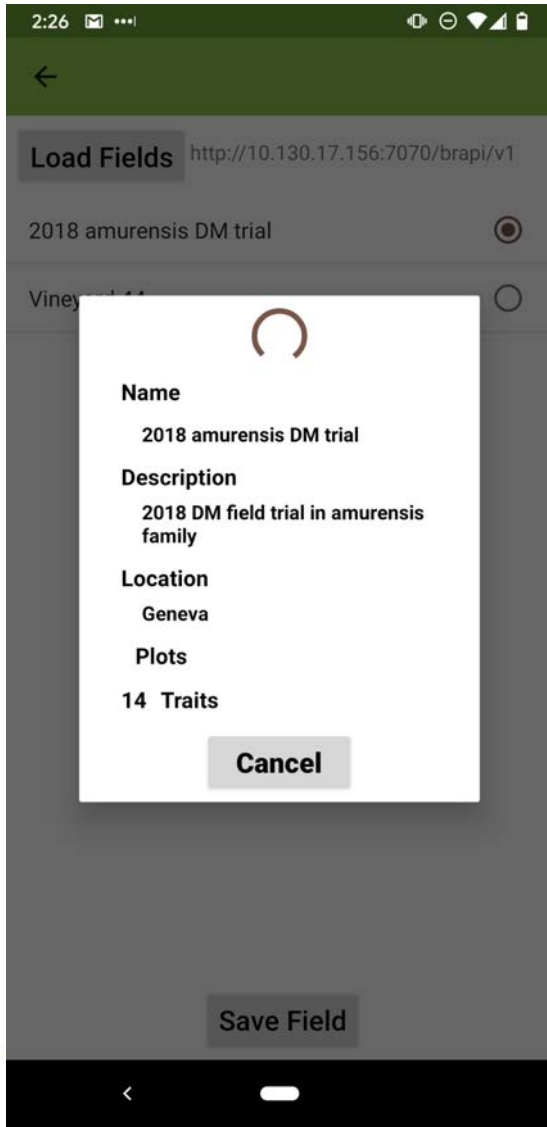 2:26
Load Fields http://10.130.17.156:7070/brapi/v1
2018 amurensis DM trial
Name
2018 amurensis DM trial
Description
2018 DM field trial in amurensis
family
Location
Geneva
Plots
14 Traits
Cancel
Save Field